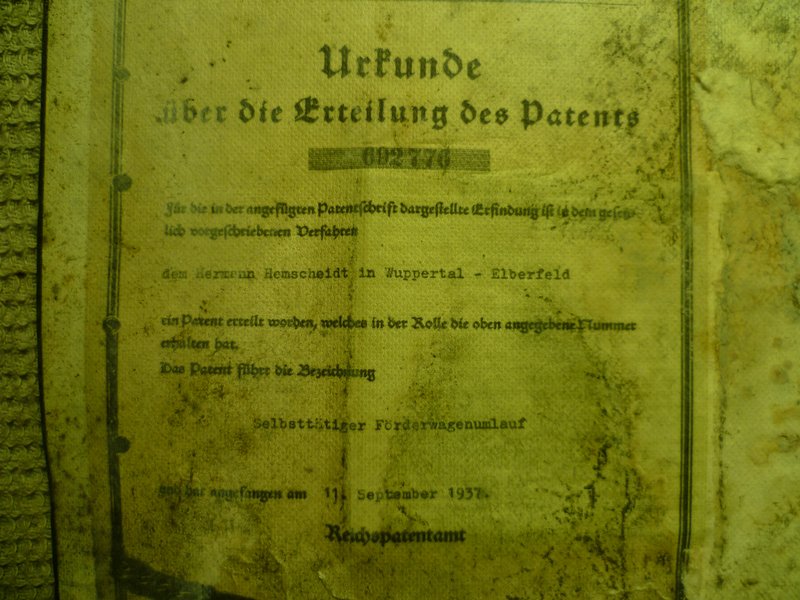 Urkunde
über die Erteilung des Patents
692776
Für die in der angefügten Patentschrift dargestellte Erfindung ist in dem gesetz-
lich vorgeschriebenen Verfahren
dem Hermann Hemscheidt in Wuppertal - Elberfeld
ein Patent erteilt worden, welches in der Rolle die oben angegebene Nummer
erhalten hat.
Das Patent führt die Bezeichnung
Selbsttätiger Förderwagenumlauf
und hat angefangen am 11. September 1937.
Reichspatentamt